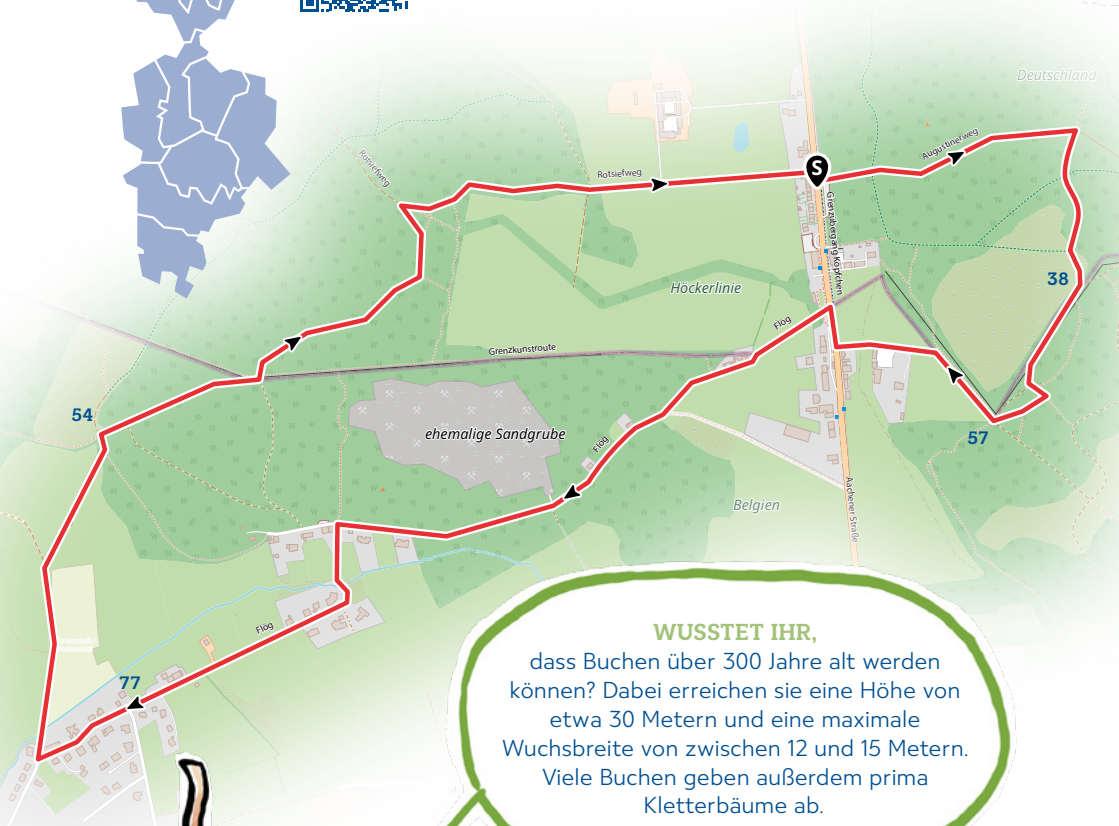 Deutschland
Augustinerweg
Rotsiefweg
Rotsiefweg
S
Grenzübergang Köpfchen
38
Höckerlinie
Flög
Grenzkunstroute
54
ehemalige Sandgrube
Flög
57
Belgien
Aachener Straße
Flög
77
WUSSTET IHR,
dass Buchen über 300 Jahre alt werden
können? Dabei erreichen sie eine Höhe von
etwa 30 Metern und eine maximale
Wuchsbreite von zwischen 12 und 15 Metern.
Viele Buchen geben außerdem prima
Kletterbäume ab.